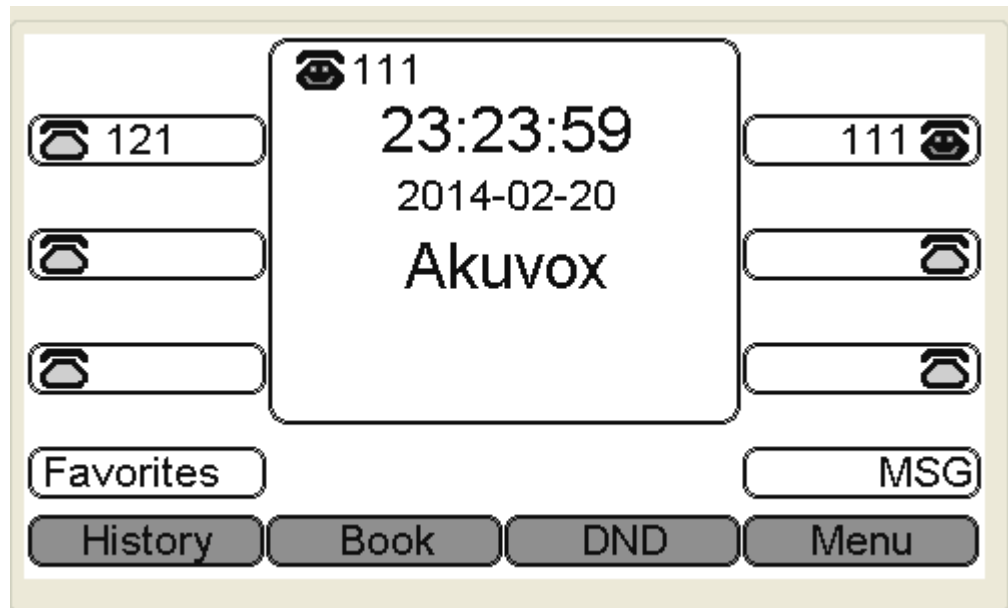 111
121
23:23:59
111
2014-02-20
Akuvox
Favorites
MSG
History
Book
DND
Menu